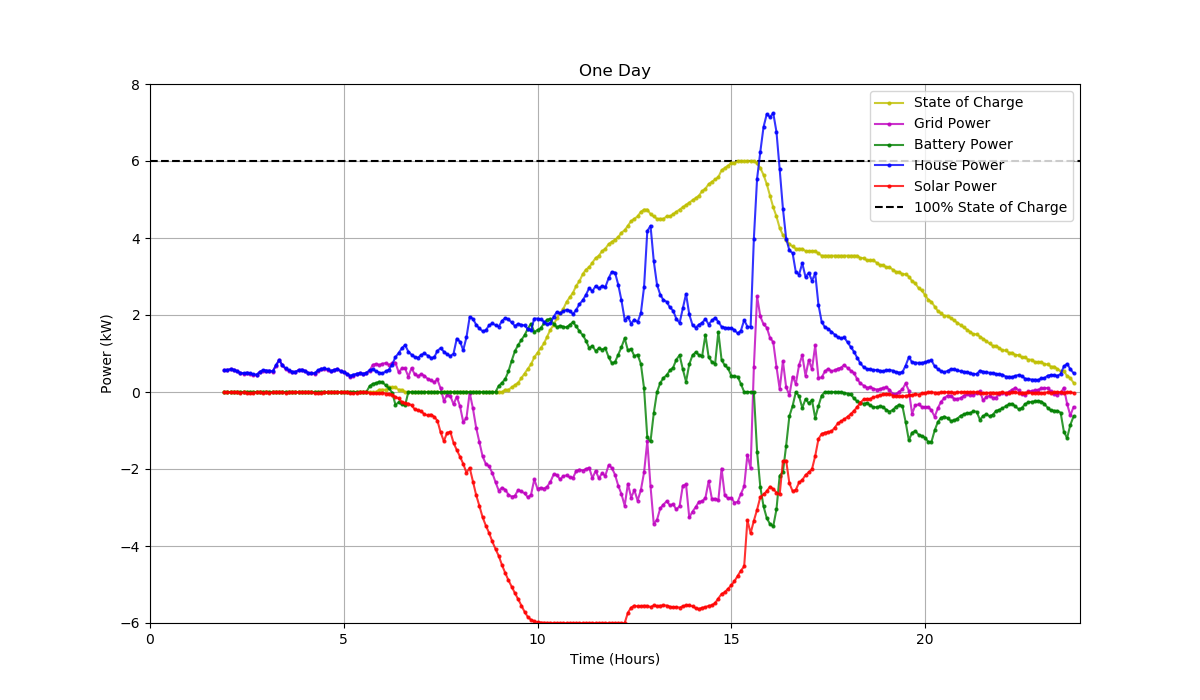 One Day
8
6
4
2
0
−2
−4
−6
Power (kW)
State of Charge
Grid Power
Battery Power
House Power
Solar Power
100% State of Charge
0 5 10 15 20
Time (Hours)